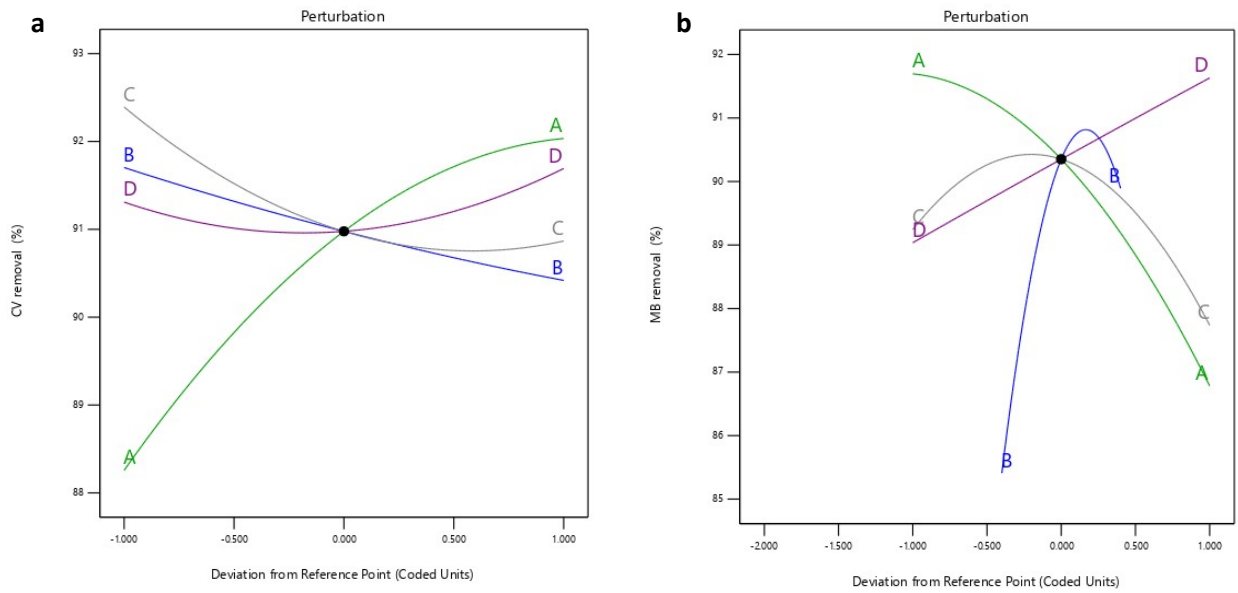 a
Perturbation
93
92
91
90
89
88
CV removal (%)
C
B
D
A
A
D
C
B
-1.000
-0.500
0.000
0.500
1.000
Deviation from Reference Point (Coded Units)
b
Perturbation
92
91
90
89
88
87
86
85
MB removal (%)
A
D
B
C
D
C
A
B
-2.000
-1.500
-1.000
-0.500
0.000
0.500
1.000
Deviation from Reference Point (Coded Units)